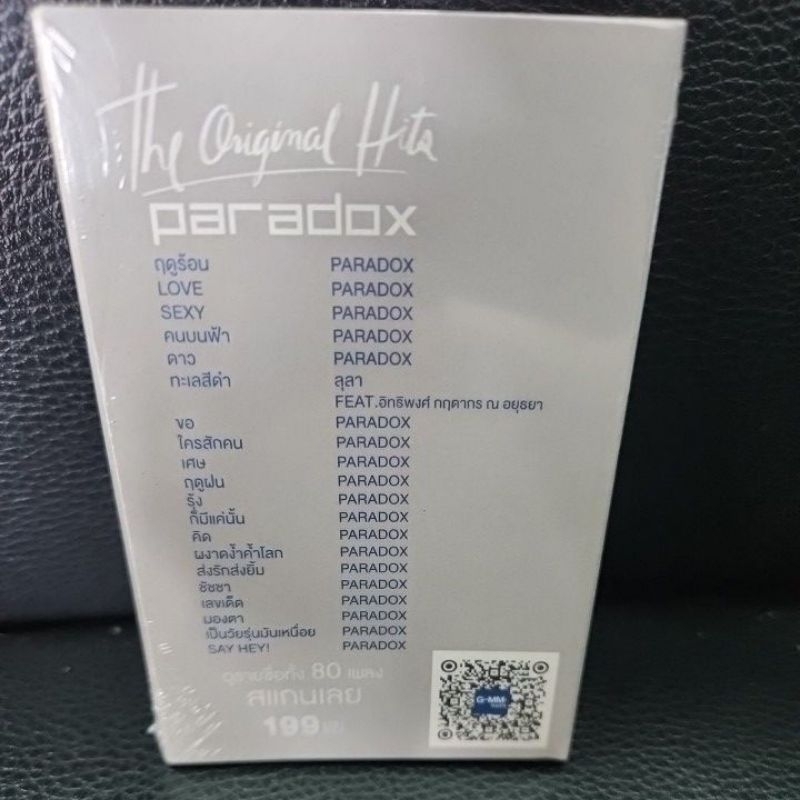 The Original Hits
paradox
ฤดูร้อน PARADOX
LOVE PARADOX
SEXY PARADOX
คนบนฟ้า PARADOX
ดาว PARADOX
ทะเลสีดำ ลุลา
FEAT.อิทธิพงศ์ กฤดากร ณ อยุธยา
ขอ PARADOX
ใครสักคน PARADOX
เศษ PARADOX
ฤดูฝน PARADOX
รุ้ง PARADOX
ก็มีแค่นั้น PARADOX
คิด PARADOX
ผงาดง้ำค้ำโลก PARADOX
ส่งรักส่งยิ้ม PARADOX
ชัชชา PARADOX
เลขเด็ด PARADOX
มองตา PARADOX
เป็นวัยรุ่นมันเหนื่อย PARADOX
SAY HEY! PARADOX
ดูรายชื่อทั้ง 80 เพลง
สแกนเลย
199
G-MM